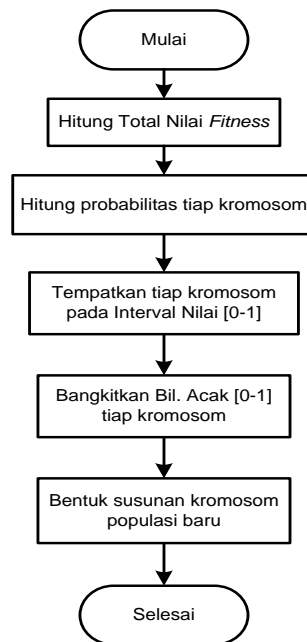 Mulai
Hitung Total Nilai Fitness
Hitung probabilitas tiap kromosom
Tempatkan tiap kromosom
pada Interval Nilai [0-1]
Bangkitkan Bil. Acak [0-1]
tiap kromosom
Bentuk susunan kromosom
populasi baru
Selesai